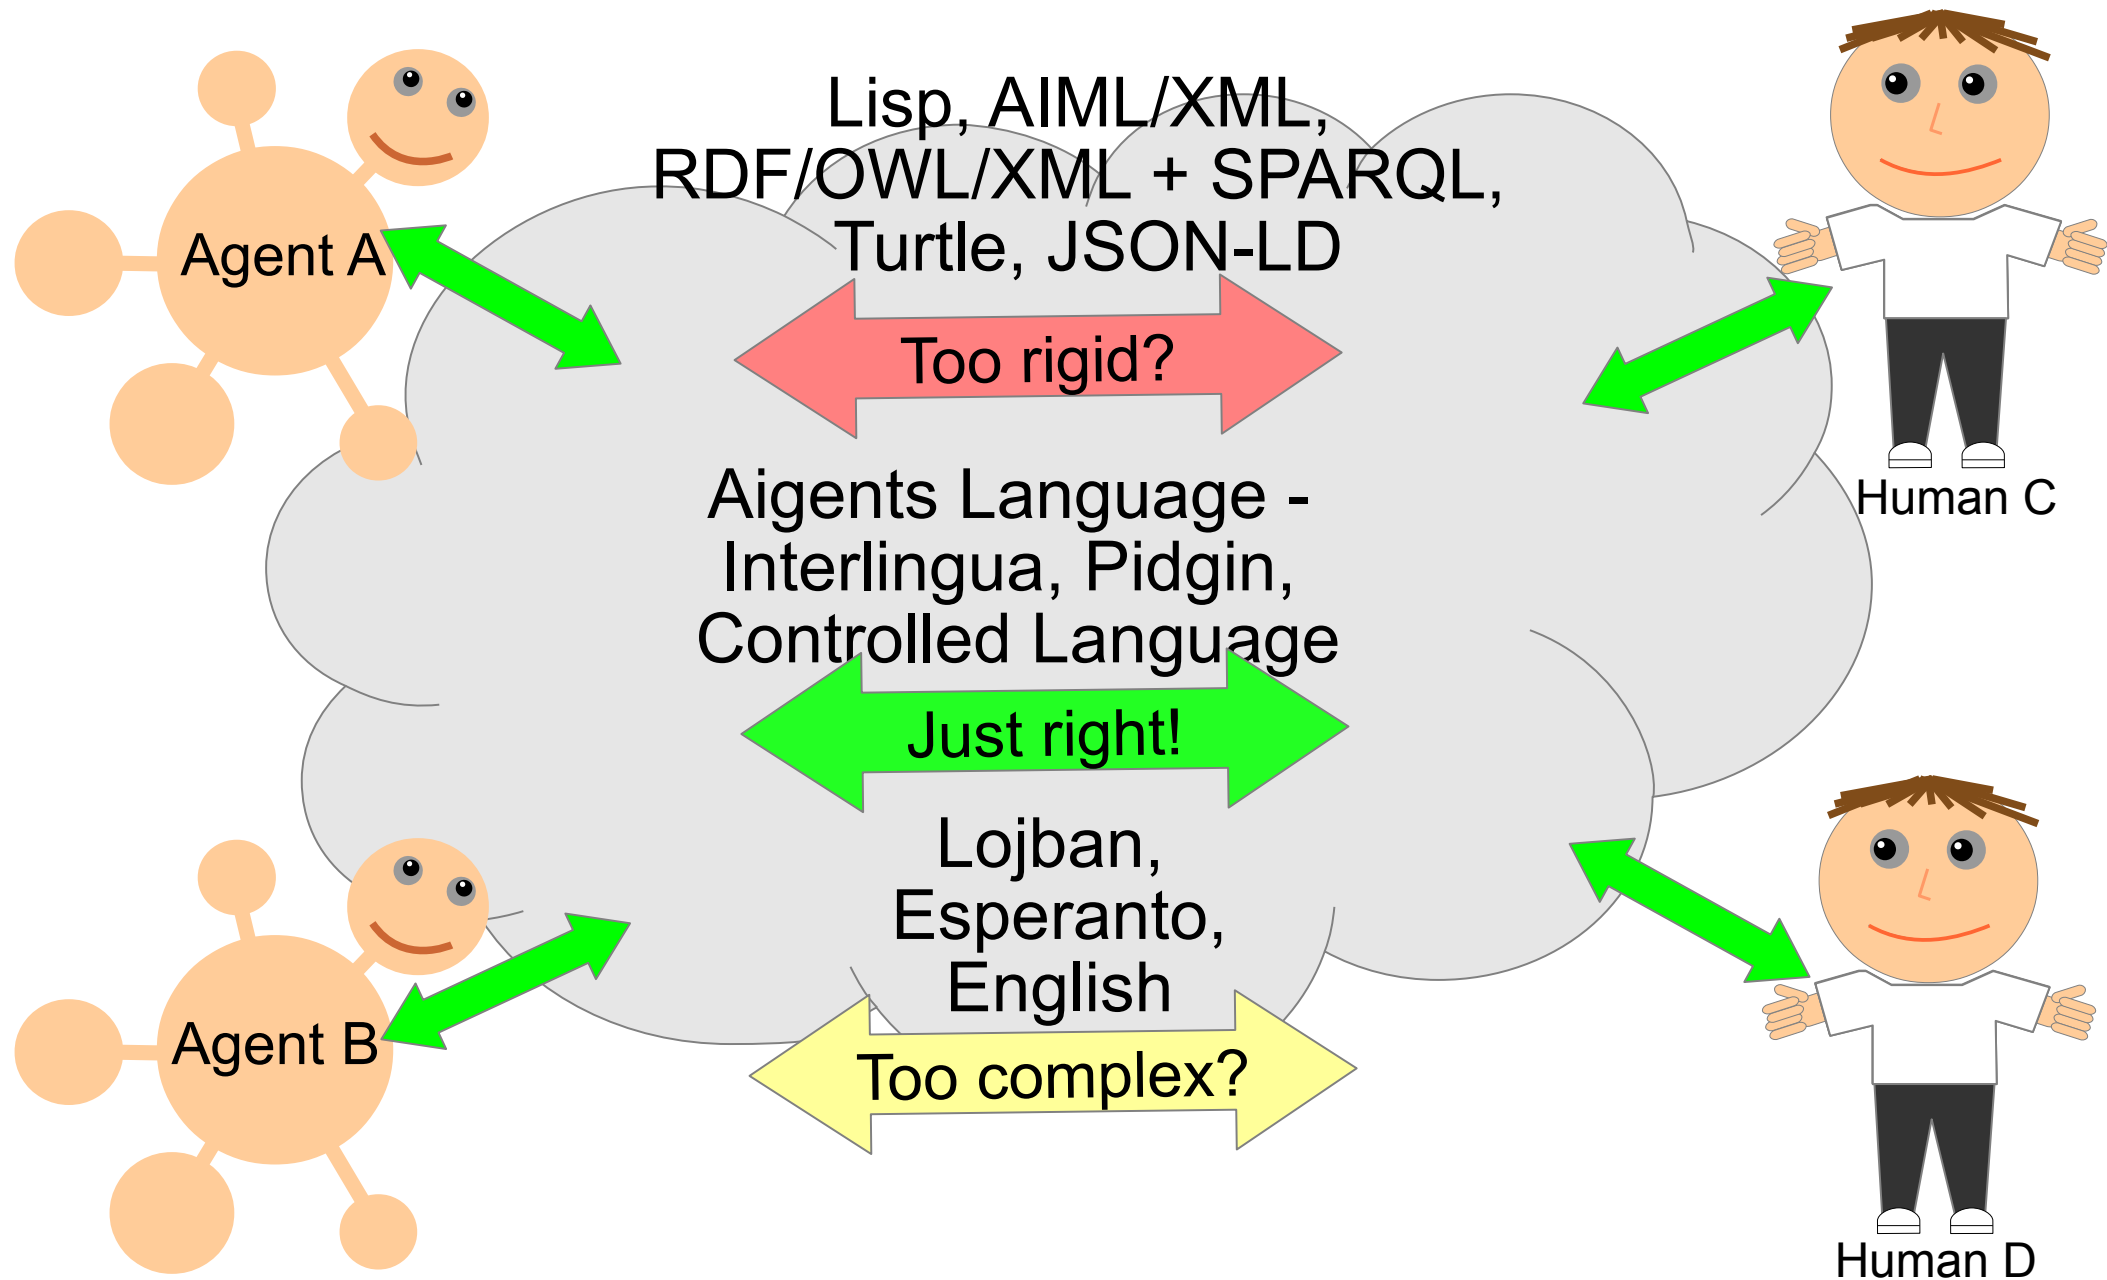 Lisp, AIML/XML,
RDF/OWL/XML + SPARQL,
Turtle, JSON-LD
Agent A
Too rigid?
Human C
Aigents Language -
Interlingua, Pidgin,
Controlled Language
Just right!
Lojban,
Esperanto,
English
Agent B
Too complex?
Human D